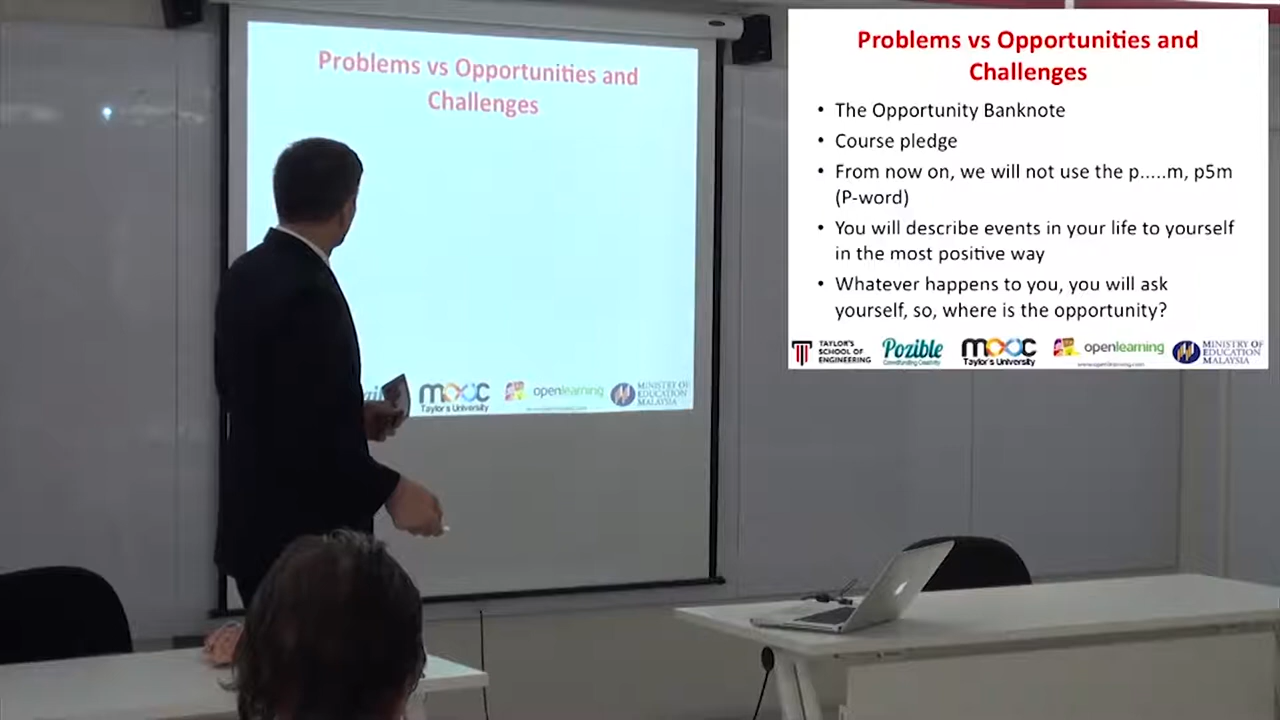 Problems vs Opportunities and
Challenges
MOOC
Taylor's University
openlearning
MINISTRY OF
EDUCATION
MALAYSIA
Problems vs Opportunities and
Challenges
• The Opportunity Banknote
• Course pledge
• From now on, we will not use the p.....m, p5m
(P-word)
• You will describe events in your life to yourself
in the most positive way
• Whatever happens to you, you will ask
yourself, so, where is the opportunity?
TAYLOR'S
SCHOOL OF
ENGINEERING
Pozible
Crowdfunding Creativity
MOOC
Taylor's University
openlearning
www.openlearning.com
MINISTRY OF
EDUCATION
MALAYSIA